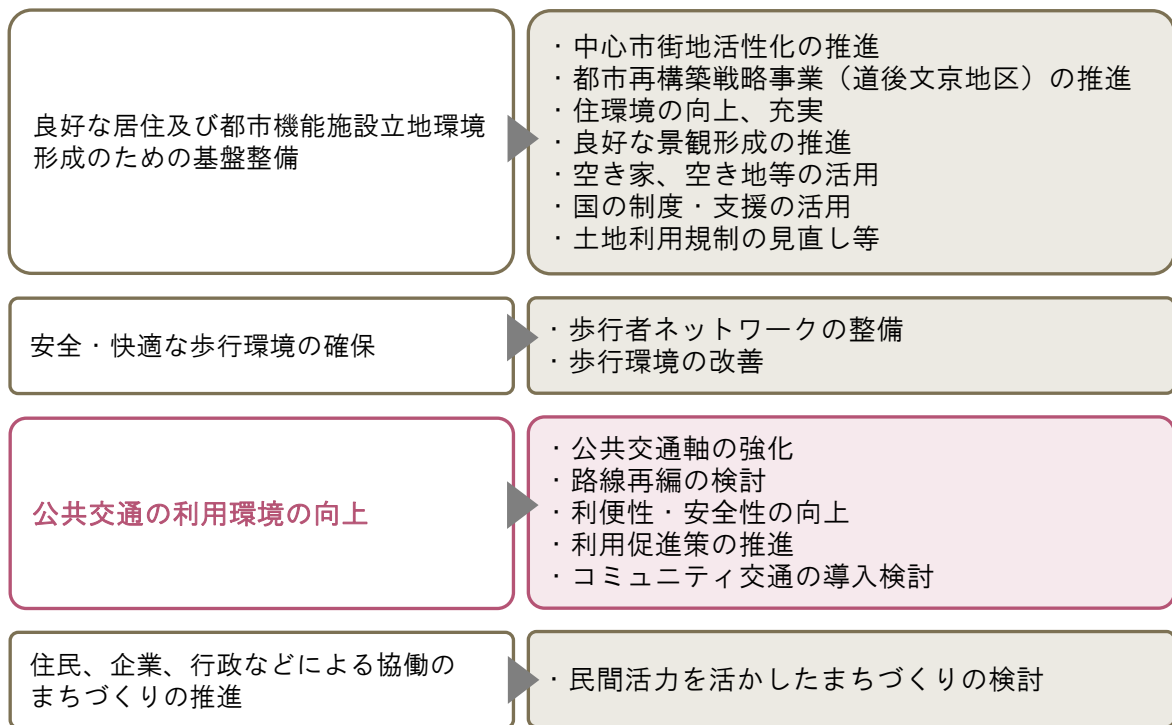 良好な居住及び都市機能施設立地環境
形成のための基盤整備
・中心市街地活性化の推進
・都市再構築戦略事業（道後文京地区）の推進
・住環境の向上、充実
・良好な景観形成の推進
・空き家、空き地等の活用
・国の制度・支援の活用
・土地利用規制の見直し等
安全・快適な歩行環境の確保
・歩行者ネットワークの整備
・歩行環境の改善
公共交通の利用環境の向上
・公共交通軸の強化
・路線再編の検討
・利便性・安全性の向上
・利用促進策の推進
・コミュニティ交通の導入検討
住民、企業、行政などによる協働の
まちづくりの推進
・民間活力を活かしたまちづくりの検討